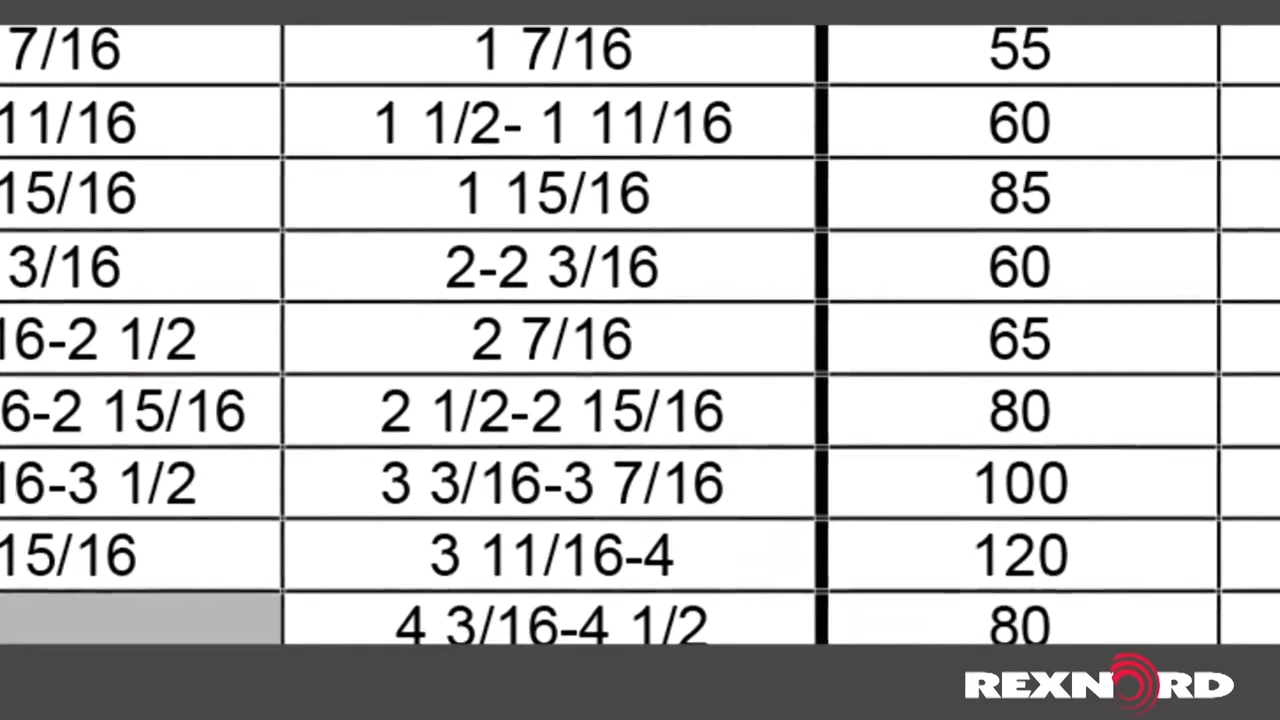 7/16 1 7/16 55
11/16 1 1/2- 1 11/16 60
15/16 1 15/16 85
3/16 2-2 3/16 60
16-2 1/2 2 7/16 65
6-2 15/16 2 1/2-2 15/16 80
16-3 1/2 3 3/16-3 7/16 100
15/16 3 11/16-4 120
4 3/16-4 1/2 80
REXNORD